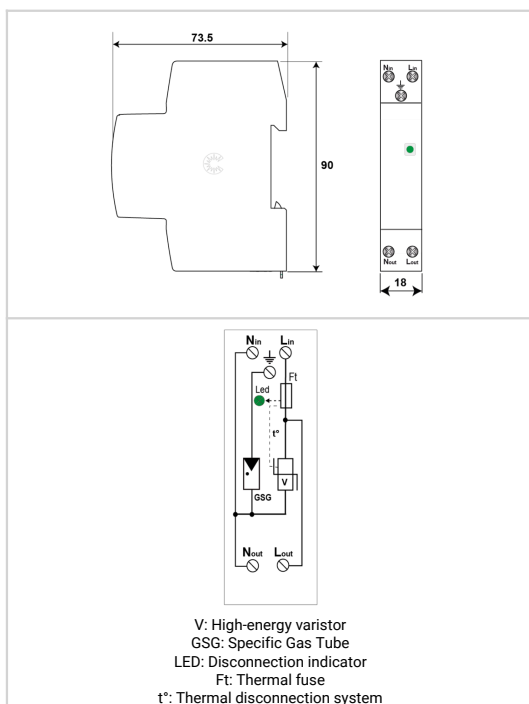 73.5
90
Nin Lin
Nout Lout
18
Nin Lin
Ft
Led
t°
V
GSG
Nout Lout
V: High-energy varistor
GSG: Specific Gas Tube
LED: Disconnection indicator
Ft: Thermal fuse
t°: Thermal disconnection system